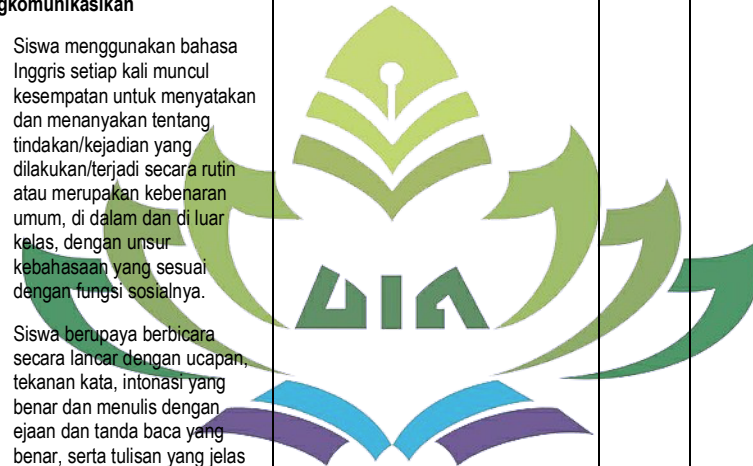 gkomunikasikan
Siswa menggunakan bahasa
Inggris setiap kali muncul
kesempatan untuk menyatakan
dan menanyakan tentang
tindakan/kejadian yang
dilakukan/terjadi secara rutin
atau merupakan kebenaran
umum, di dalam dan di luar
kelas, dengan unsur
kebahasaan yang sesuai
dengan fungsi sosialnya.
Siswa berupaya berbicara
secara lancar dengan ucapan,
tekanan kata, intonasi yang
benar dan menulis dengan
ejaan dan tanda baca yang
benar, serta tulisan yang jelas